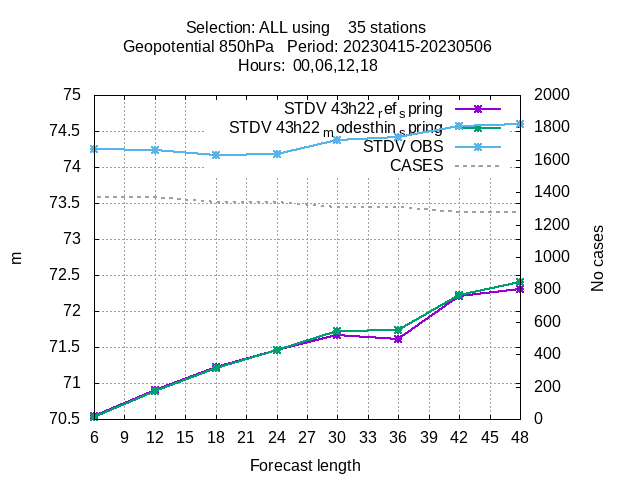 Selection: ALL using    35 stations
Geopotential 850hPa   Period: 20230415-20230506
Hours:  00,06,12,18
75 2000
STDV 43h22refspring
74.5 1800
STDV 43h22modesthinspring
STDV OBS
74 1600
CASES
73.5 1400
73 1200
72.5 1000
72 800
71.5 600
71 400
200
70.5 0
m
No cases
6 9 12 15 18 21 24 27 30 33 36 39 42 45 48
Forecast length